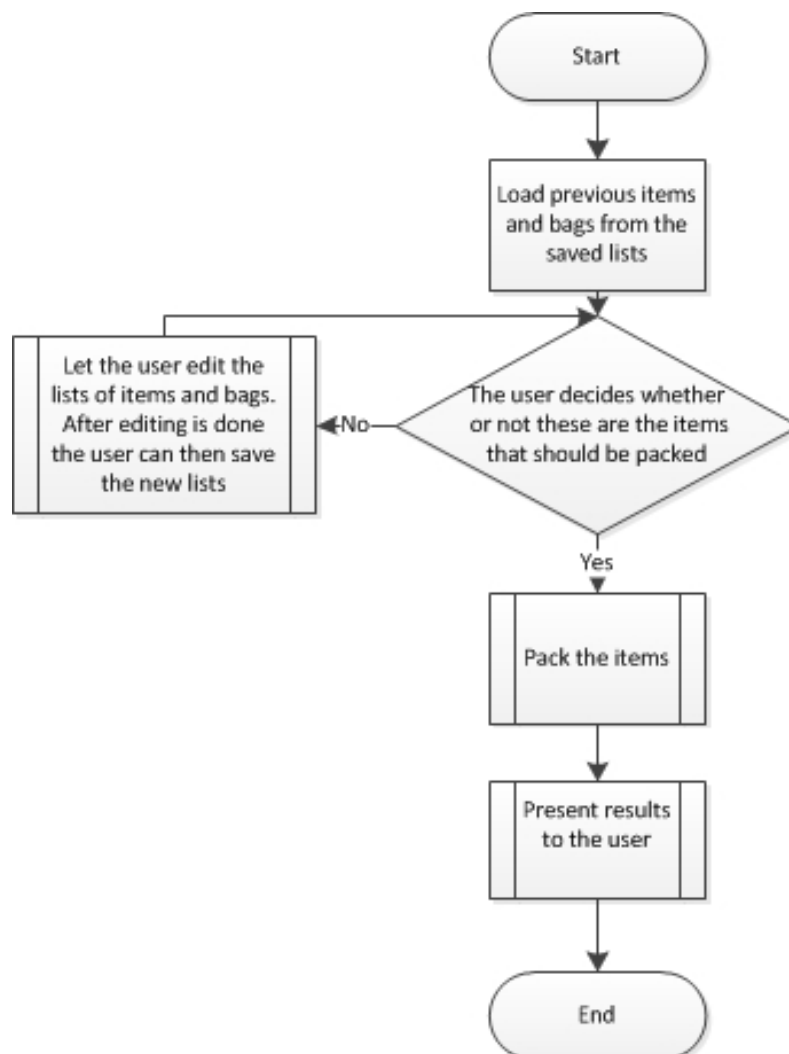 Start
Load previous items
and bags from the
saved lists
Let the user edit the
lists of items and bags.
After editing is done
the user can then save
the new lists
No
The user decides whether
or not these are the items
that should be packed
Yes
Pack the items
Present results
to the user
End